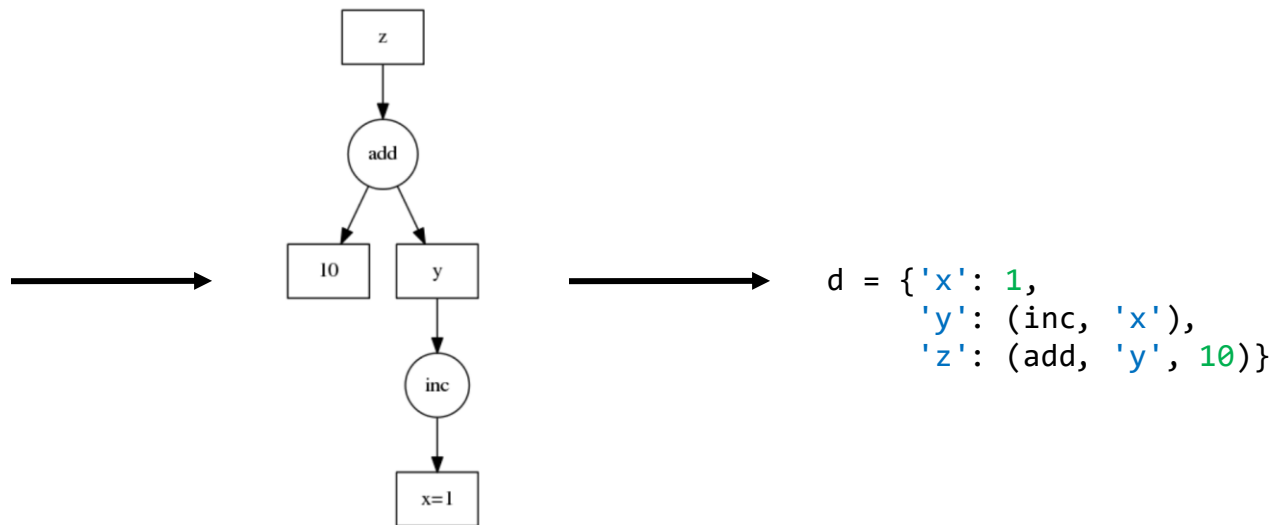 z
add
10
y
inc
x=1
d = {'x': 1,
'y': (inc, 'x'),
'z': (add, 'y', 10)}